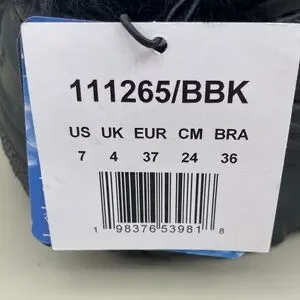 111265/BBK
US UK EUR CM BRA
7 4 37 24 36
1 98376 53981 8